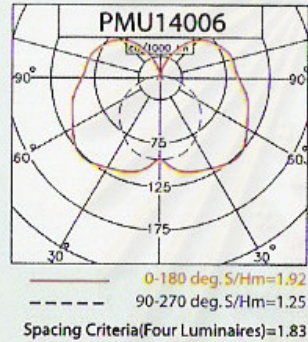 PMU14006
cd/1000 lm
90° 90°
75
60° 60°
125
175
30° 30°
0-180 deg. S/Hm=1.92
90-270 deg. S/Hm=1.25
Spacing Criteria(Four Luminaires)=1.83